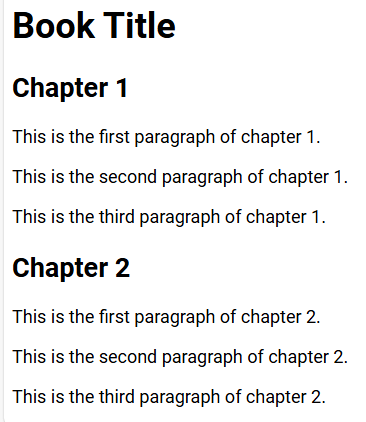 Book Title
Chapter 1
This is the first paragraph of chapter 1.
This is the second paragraph of chapter 1.
This is the third paragraph of chapter 1.
Chapter 2
This is the first paragraph of chapter 2.
This is the second paragraph of chapter 2.
This is the third paragraph of chapter 2.